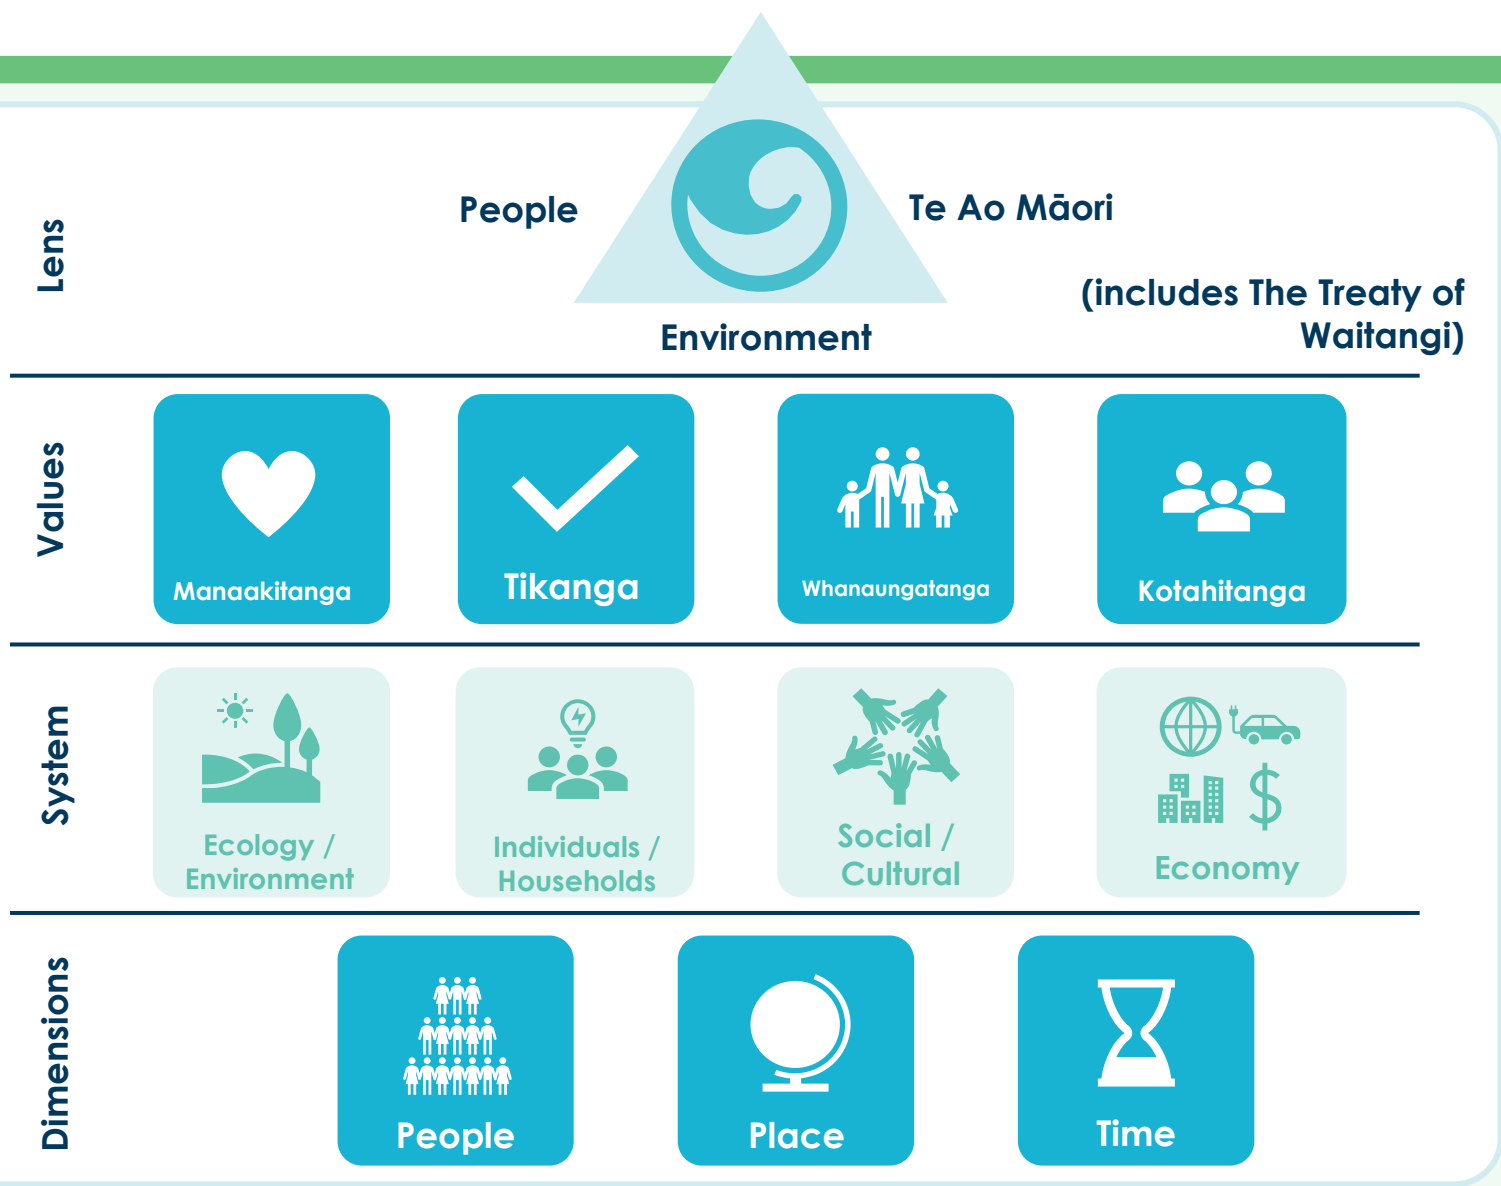 Lens
People
Te Ao Māori
(includes The Treaty of
Waitangi)
Environment
Values
Manaakitanga
Tikanga
Whanaungatanga
Kotahitanga
System
Ecology /
Environment
Individuals /
Households
Social /
Cultural
Economy
Dimensions
People
Place
Time